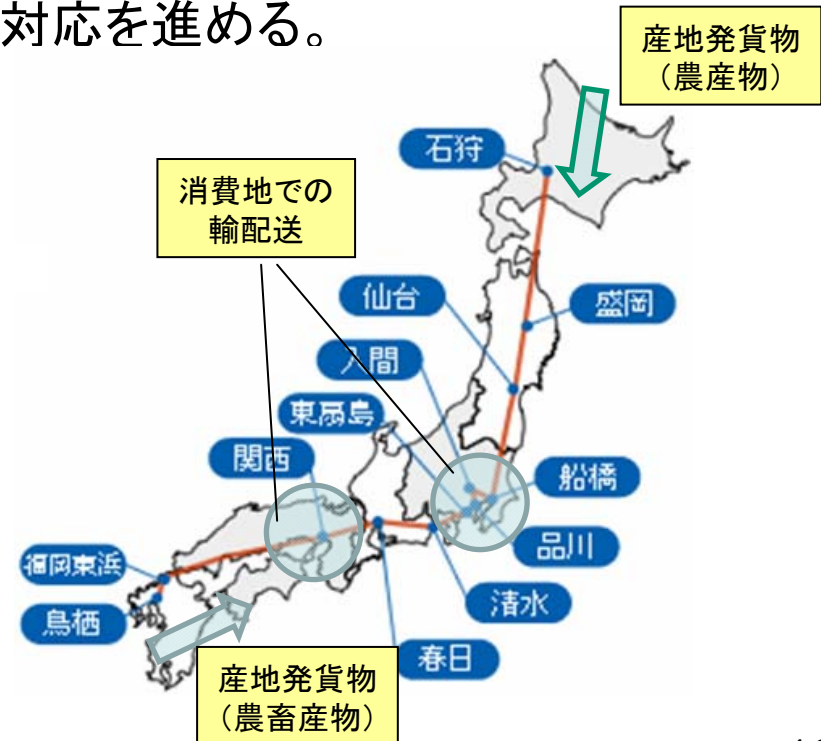 対応を進める。
産地発貨物
（農産物）
石狩
消費地での
輸配送
仙台
盛岡
入間
東扇島
関西
船橋
品川
福岡東浜
清水
鳥栖
春日
産地発貨物
（農畜産物）